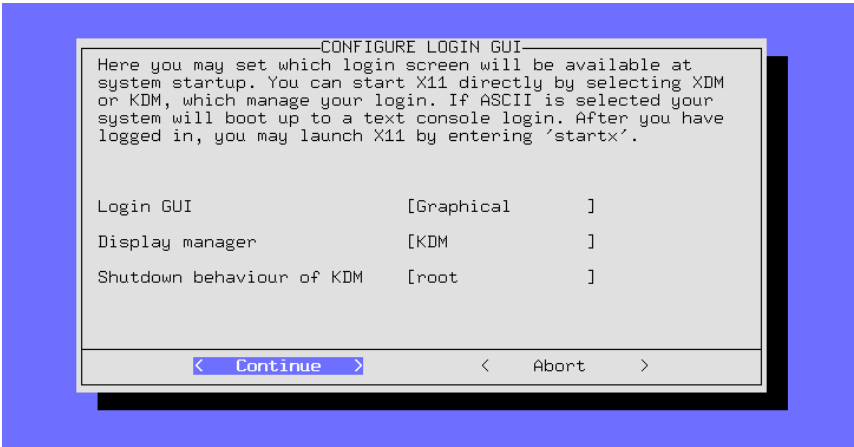 CONFIGURE LOGIN GUI
Here you may set which login screen will be available at
system startup. You can start X11 directly by selecting XDM
or KDM, which manage your login. If ASCII is selected your
system will boot up to a text console login. After you have
logged in, you may launch X11 by entering 'startx'.
Login GUI [Graphical ]
Display manager [KDM ]
Shutdown behaviour of KDM [root ]
< Continue > < Abort >